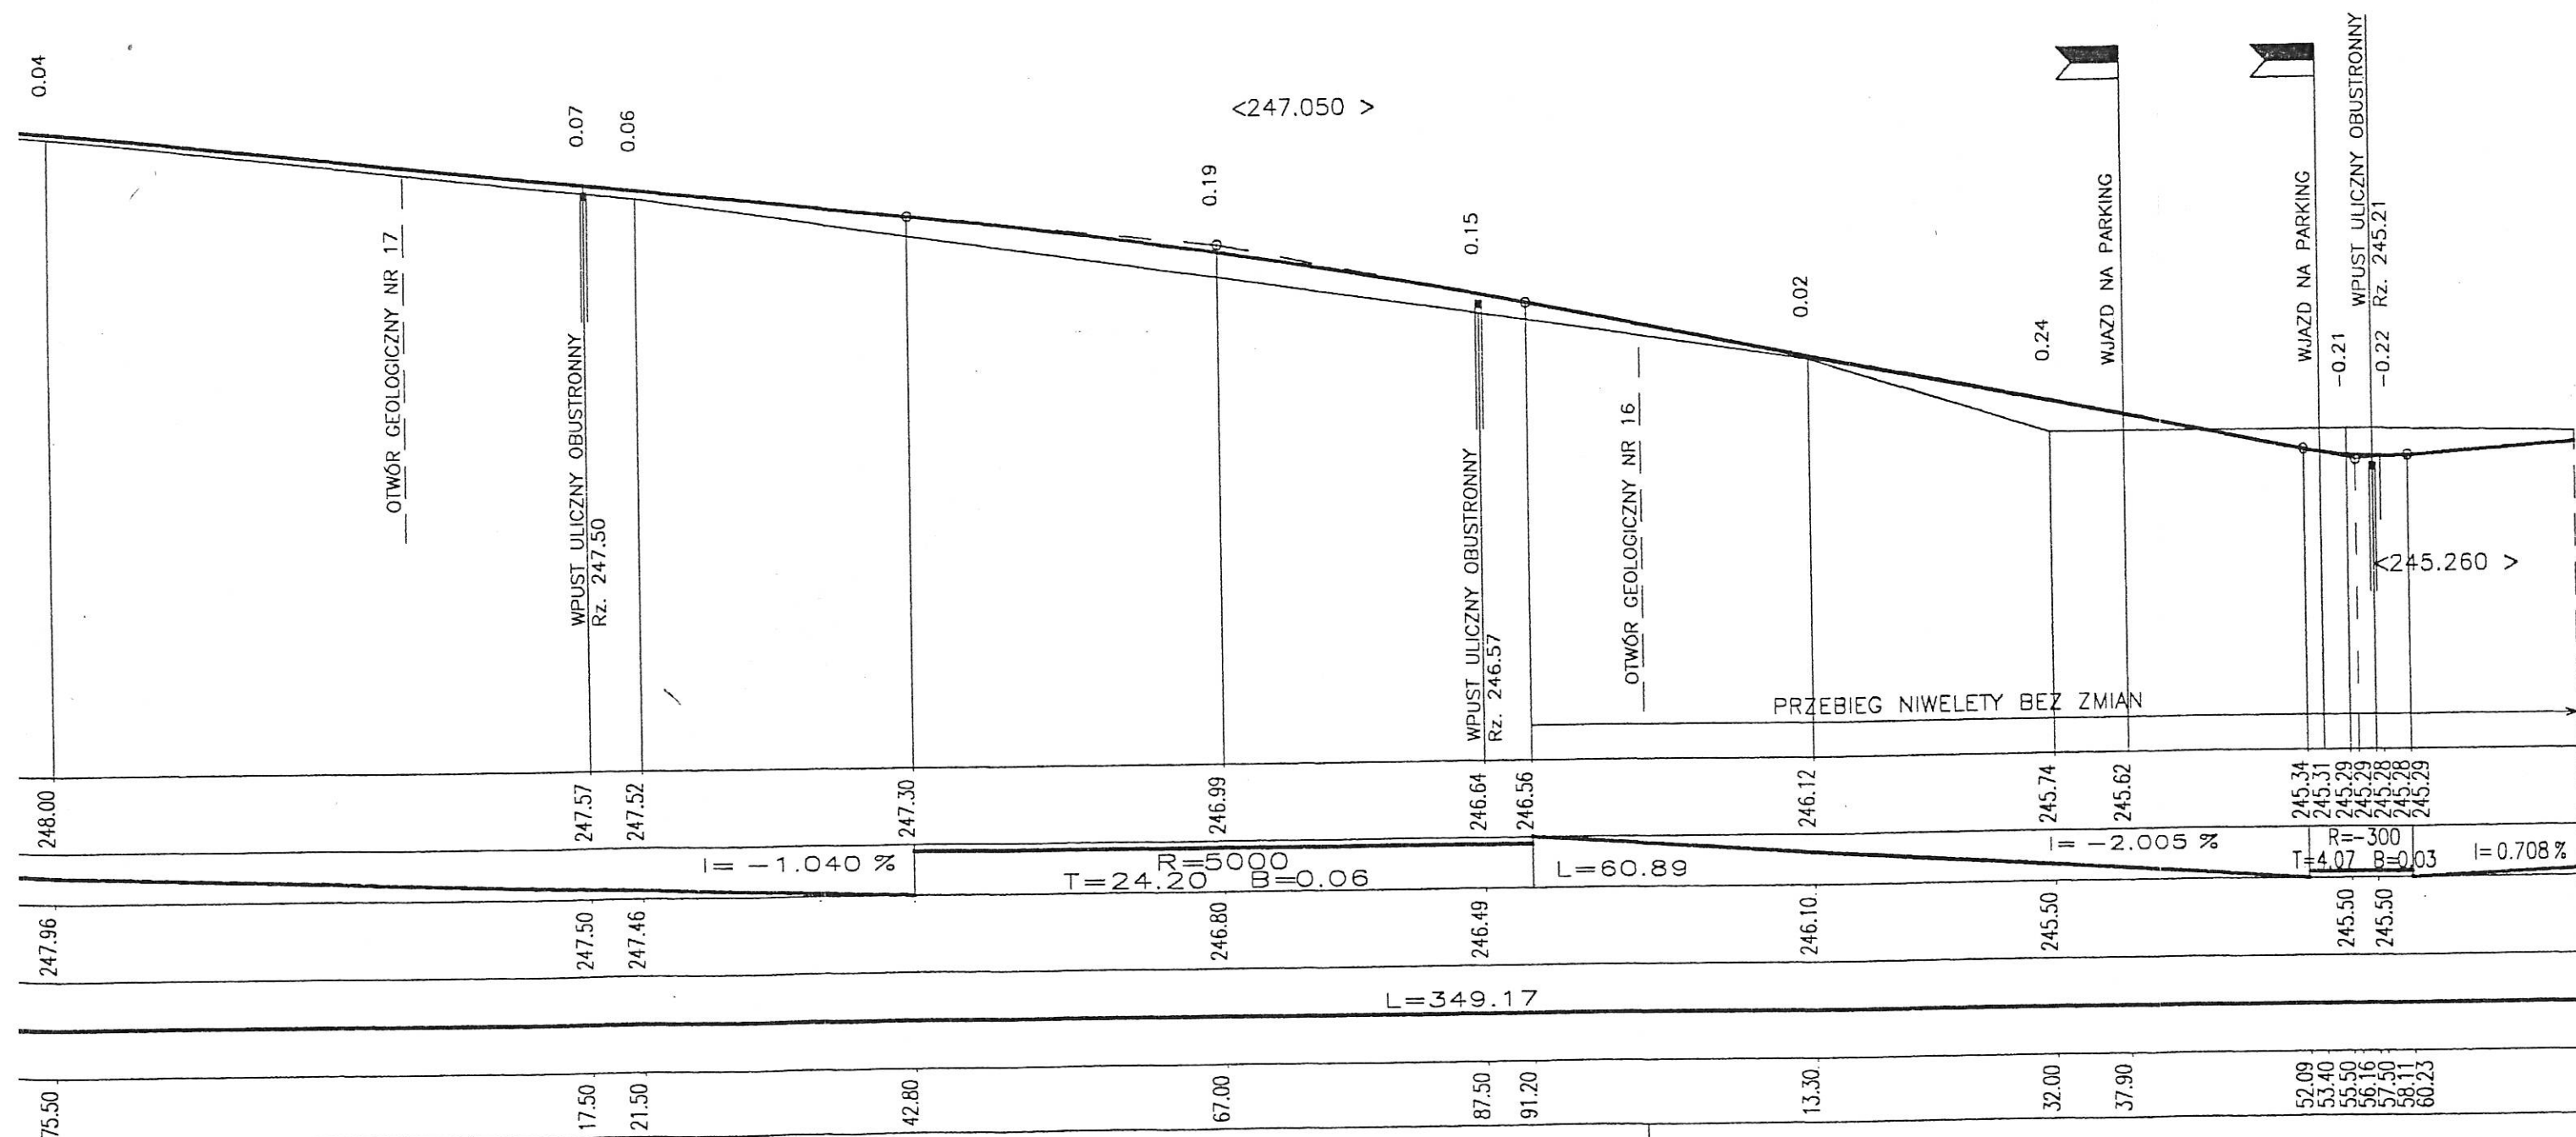 0.04
0.07
0.06
<247.050 >
0.19
0.15
0.02
0.24
-0.21
-0.22
OTWÓR GEOLOGICZNY NR 17
WPUST ULICZNY OBUSTRONNY
Rz. 247.50
WPUST ULICZNY OBUSTRONNY
Rz. 246.57
OTWÓR GEOLOGICZNY NR 16
WJAZD NA PARKING
WJAZD NA PARKING
WPUST ULICZNY OBUSTRONNY
Rz. 245.21
<245.260 >
PRZEBIEG NIWELETY BEZ ZMIAN
248.00
247.57
247.52
247.30
246.99
246.64
246.56
246.12
245.74
245.62
245.34
245.31
245.29
245.29
245.28
245.28
245.29
I= -1.040 %
R=5000
T=24.20 B=0.06
L=60.89
I= -2.005 %
R=-300
T=4.07 B=0.03
I=0.708%
247.96
247.50
247.46
246.80
246.49
246.10
245.50
245.50
245.50
L=349.17
75.50
17.50
21.50
42.80
67.00
87.50
91.20
13.30
32.00
37.90
52.09
53.40
55.50
56.16
57.50
58.11
60.23